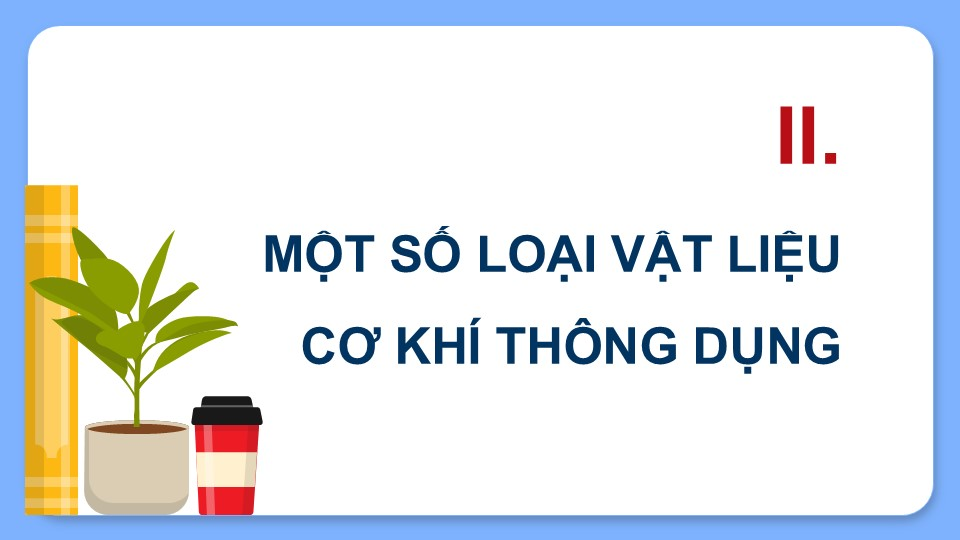 II.
MỘT SỐ LOẠI VẬT LIỆU
CƠ KHÍ THÔNG DỤNG